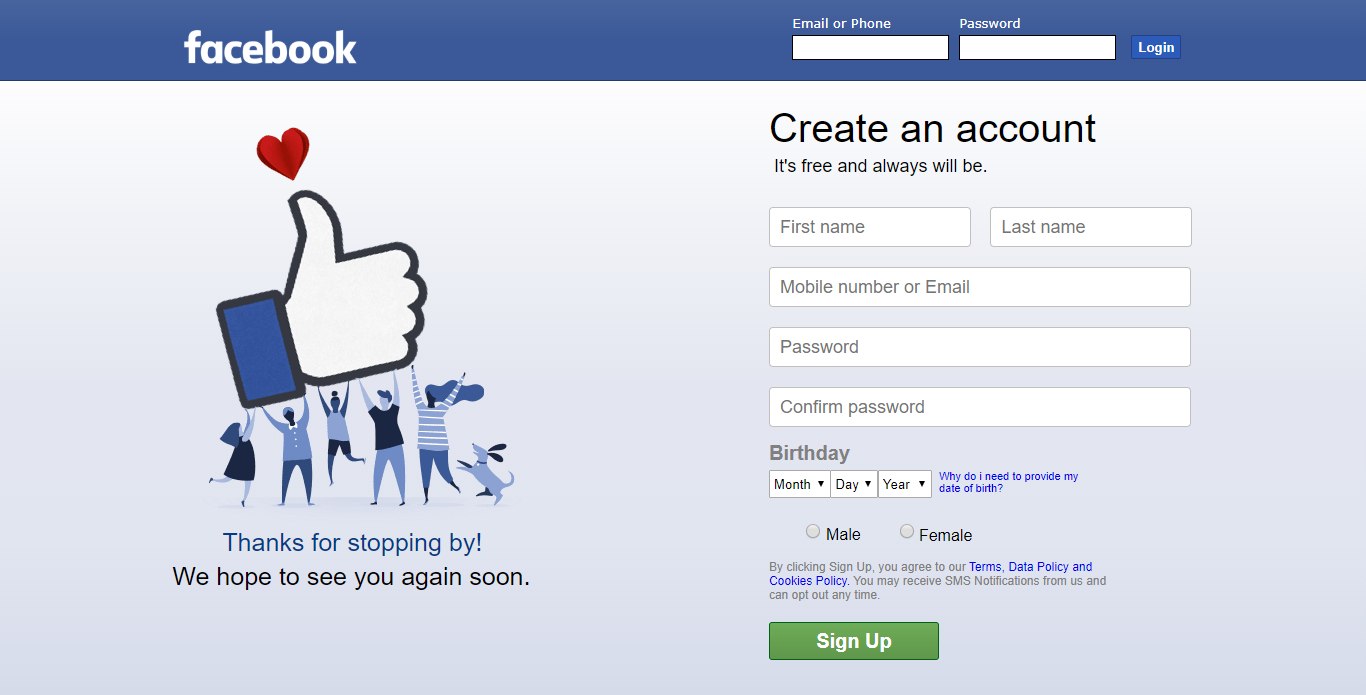 facebook
Email or Phone
Password
Login
Create an account
It's free and always will be.
First name
Last name
Mobile number or Email
Password
Confirm password
Birthday
Month
Day
Year
Why do i need to provide my
date of birth?
Male
Female
By clicking Sign Up, you agree to our Terms, Data Policy and
Cookies Policy. You may receive SMS Notifications from us and
can opt out any time.
Sign Up
Thanks for stopping by!
We hope to see you again soon.